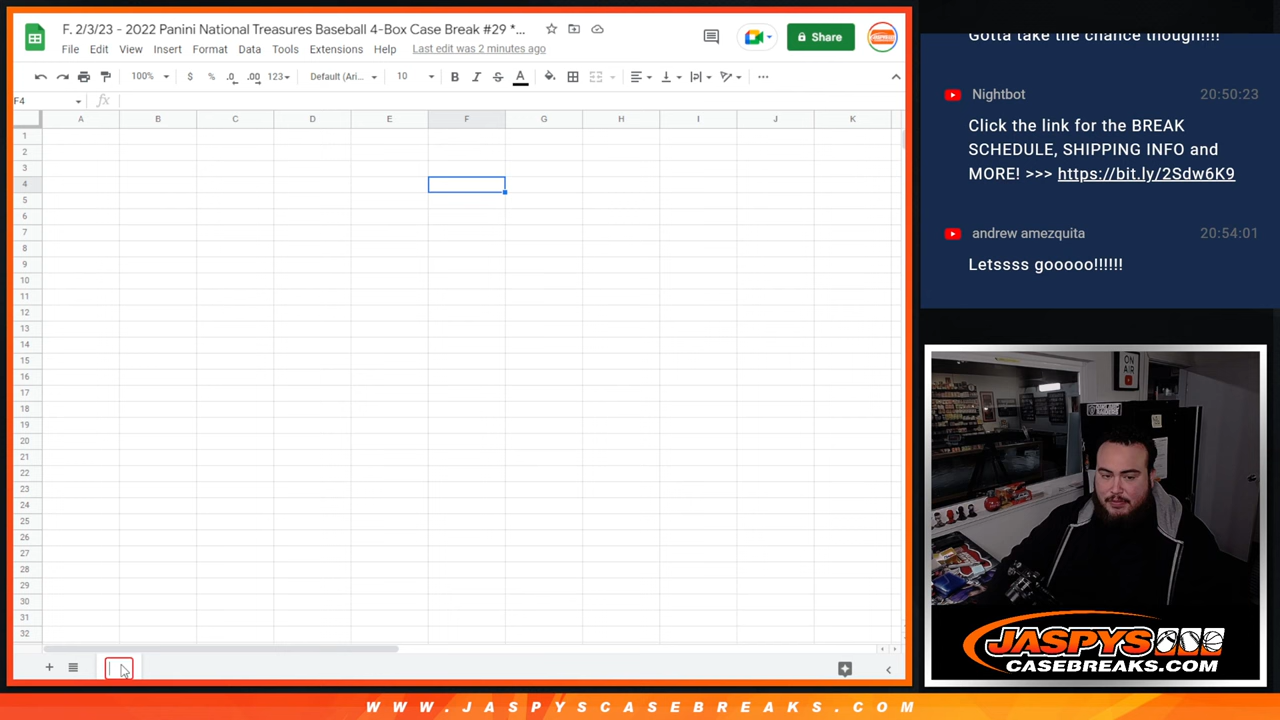 F. 2/3/23 - 2022 Panini National Treasures Baseball 4-Box Case Break #29 *...
Share
File Edit View Insert Format Data Tools Extensions Help Last edit was 2 minutes ago
100% $ % .0 .00 123 Default (Ari... 10 B I S A
F4 fx
A B C D E F G H I J K
1
2
3
4
5
6
7
8
9
10
11
12
13
14
15
16
17
18
19
20
21
22
23
24
25
26
27
28
29
30
31
32
Gotta take the chance though!!!!
Nightbot 20:50:23
Click the link for the BREAK
SCHEDULE, SHIPPING INFO and
MORE! >>> https://bit.ly/2Sdw6K9
andrew amezquita 20:54:01
Letssss gooooo!!!!!!
ON
AIR
JASPYS
CASEBREAKS.COM
WWW.JASPYSCASEBREAKS.COM